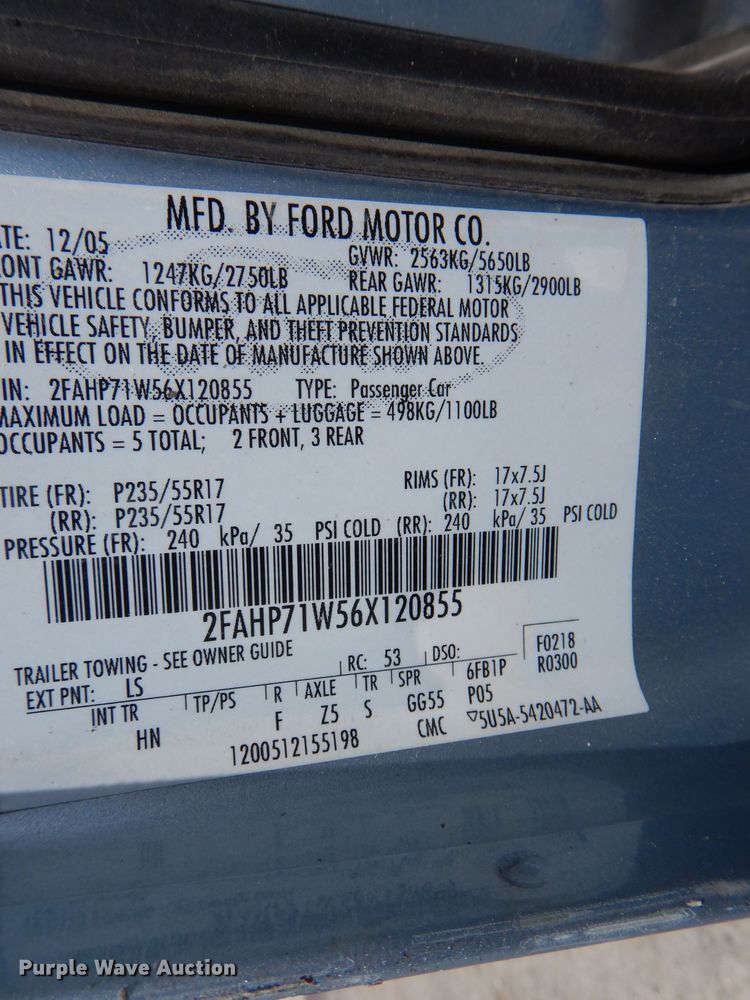 MFD. BY FORD MOTOR CO.
ATE: 12/05 GVWR: 2563KG/5650LB
ONT GAWR: 1247KG/2750LB REAR GAWR: 1315KG/2900LB
THIS VEHICLE CONFORMS TO ALL APPLICABLE FEDERAL MOTOR
VEHICLE SAFETY, BUMPER, AND THEFT PREVENTION STANDARDS
IN EFFECT ON THE DATE OF MANUFACTURE SHOWN ABOVE.
IN: 2FAHP71W56X120855 TYPE: Passenger Car
MAXIMUM LOAD = OCCUPANTS + LUGGAGE = 498KG/1100LB
OCCUPANTS = 5 TOTAL; 2 FRONT, 3 REAR
TIRE (FR): P235/55R17 RIMS (FR): 17x7.5J
(RR): P235/55R17 (RR): 17x7.5J
PRESSURE (FR): 240 kPa/ 35 PSI COLD (RR): 240 kPa/ 35 PSI COLD
2FAHP71W56X120855
TRAILER TOWING - SEE OWNER GUIDE
EXT PNT: LS RC: 53 DSO: F0218
R0300
INT TR TP/PS R AXLE TR SPR 6FB1P
HN F Z5 S GG55 P05
1200512155198 CMC ▽5U5A-5420472-AA
Purple Wave Auction